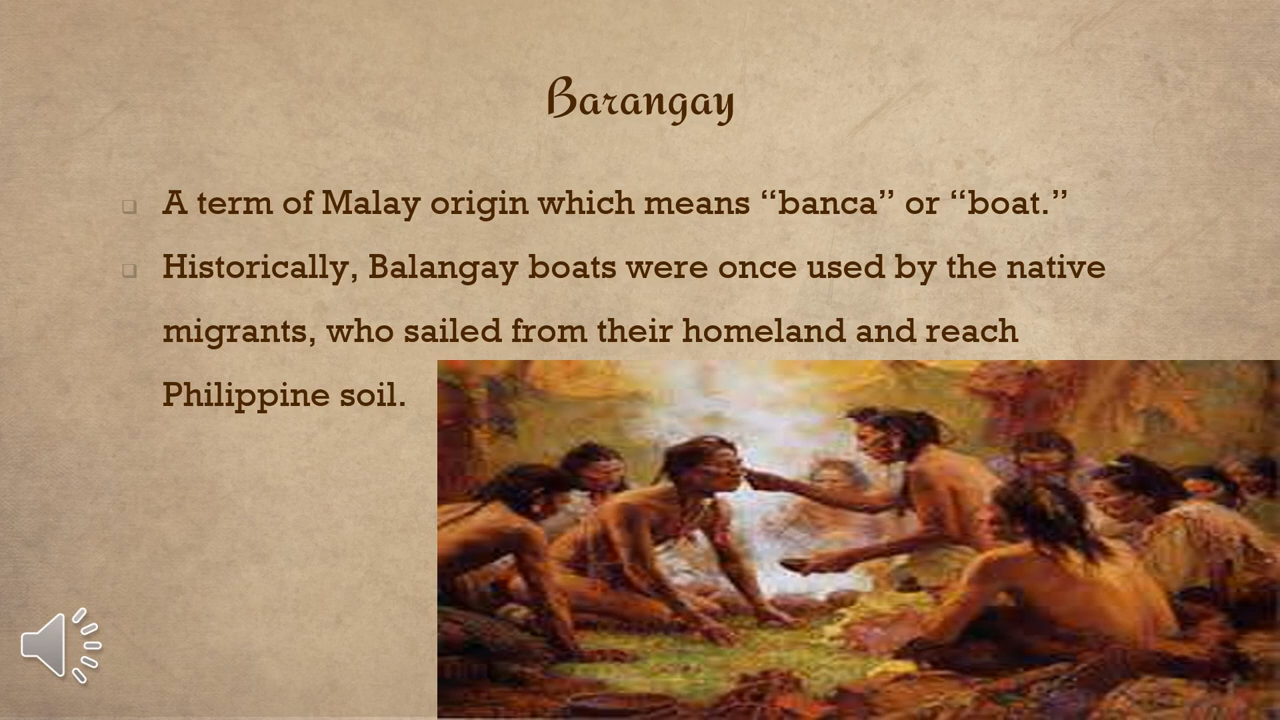 Barangay
A term of Malay origin which means “banca” or “boat.”
Historically, Balangay boats were once used by the native
migrants, who sailed from their homeland and reach
Philippine soil.